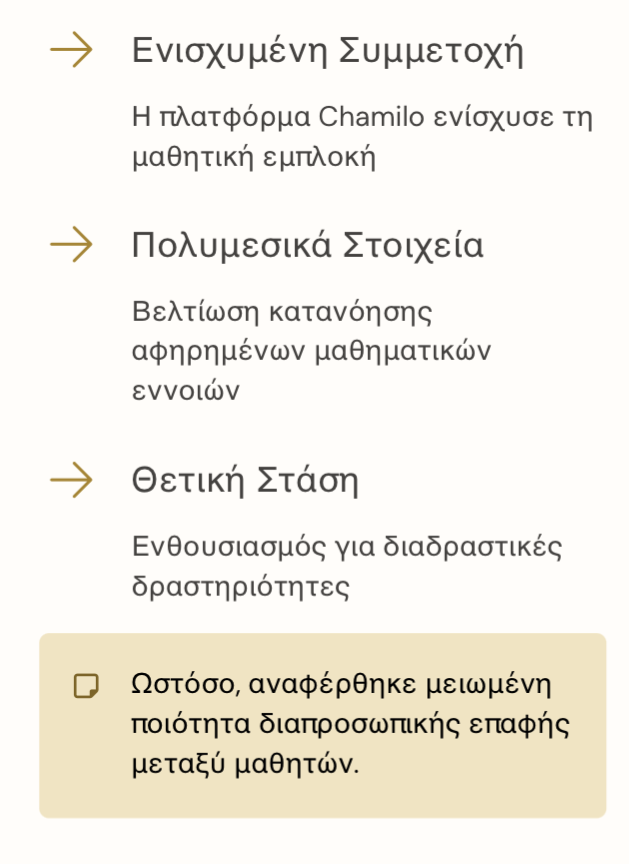 Ενισχυμένη Συμμετοχή
Η πλατφόρμα Chamilo ενίσχυσε τη
μαθητική εμπλοκή
Πολυμεσικά Στοιχεία
Βελτίωση κατανόησης
αφηρημένων μαθηματικών
εννοιών
Θετική Στάση
Ενθουσιασμός για διαδραστικές
δραστηριότητες
Ωστόσο, αναφέρθηκε μειωμένη
ποιότητα διαπροσωπικής επαφής
μεταξύ μαθητών.